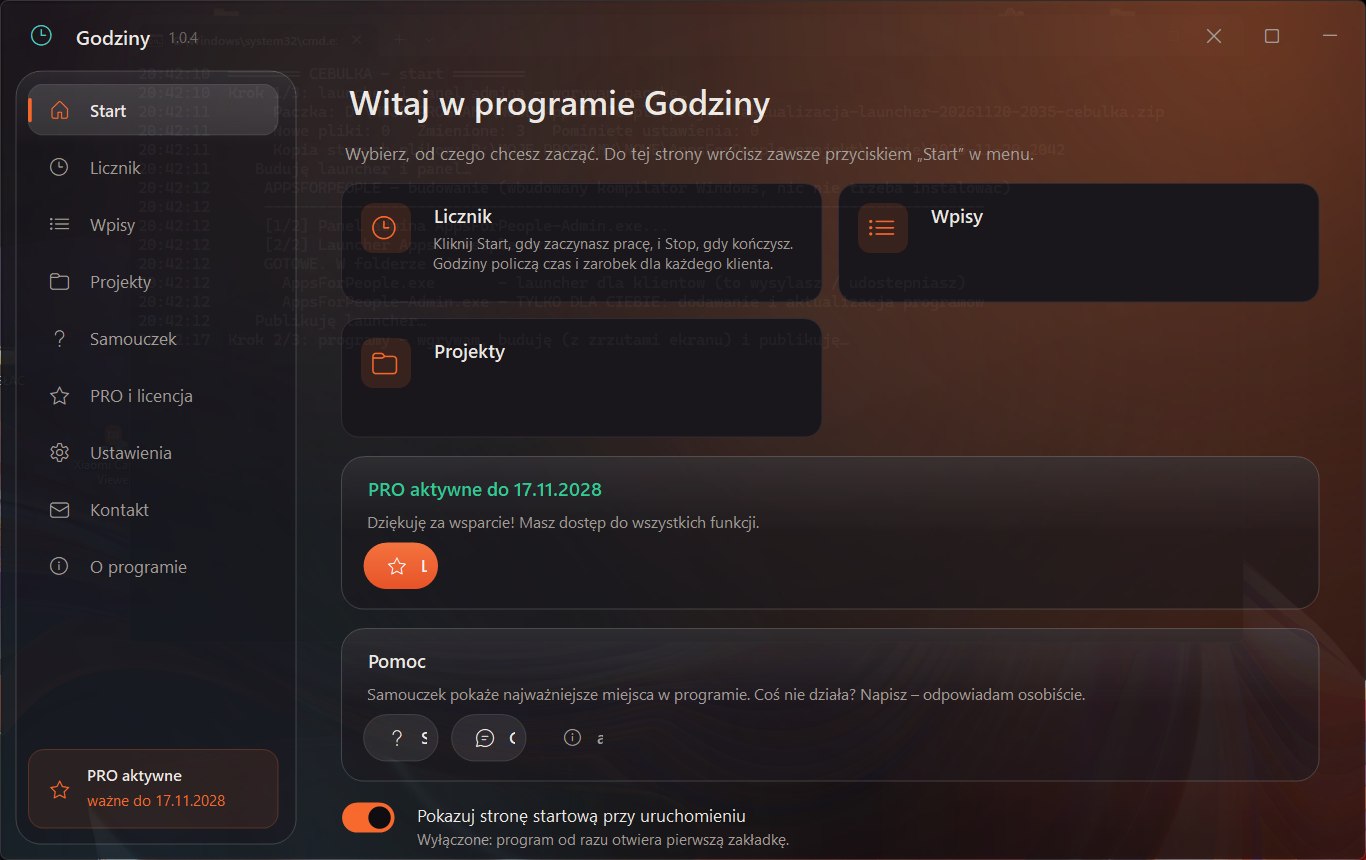 Godziny 1.0.4
Start
Licznik
Wpisy
Projekty
Samouczek
PRO i licencja
Ustawienia
Kontakt
O programie
PRO aktywne
ważne do 17.11.2028
Witaj w programie Godziny
Wybierz, od czego chcesz zacząć. Do tej strony wrócisz zawsze przyciskiem „Start” w menu.
Licznik
Kliknij Start, gdy zaczynasz pracę, i Stop, gdy kończysz.
Godziny policzą czas i zarobek dla każdego klienta.
Wpisy
Projekty
PRO aktywne do 17.11.2028
Dziękuję za wsparcie! Masz dostęp do wszystkich funkcji.
Pomoc
Samouczek pokaże najważniejsze miejsca w programie. Coś nie działa? Napisz – odpowiadam osobiście.
Pokazuj stronę startową przy uruchomieniu
Wyłączone: program od razu otwiera pierwszą zakładkę.